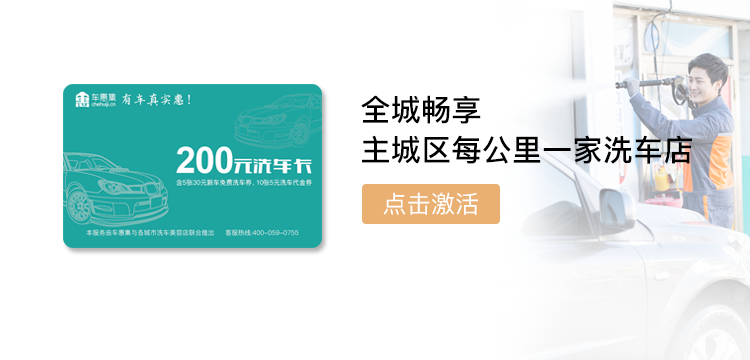 车惠集
chehuiji.cn
有车真实惠!
200元洗车卡
含5张30元新车免费洗车券，10张5元洗车代金券
本服务由车惠集与各城市洗车美容店联合推出 客服热线:400-059-0755
全城畅享
主城区每公里一家洗车店
点击激活